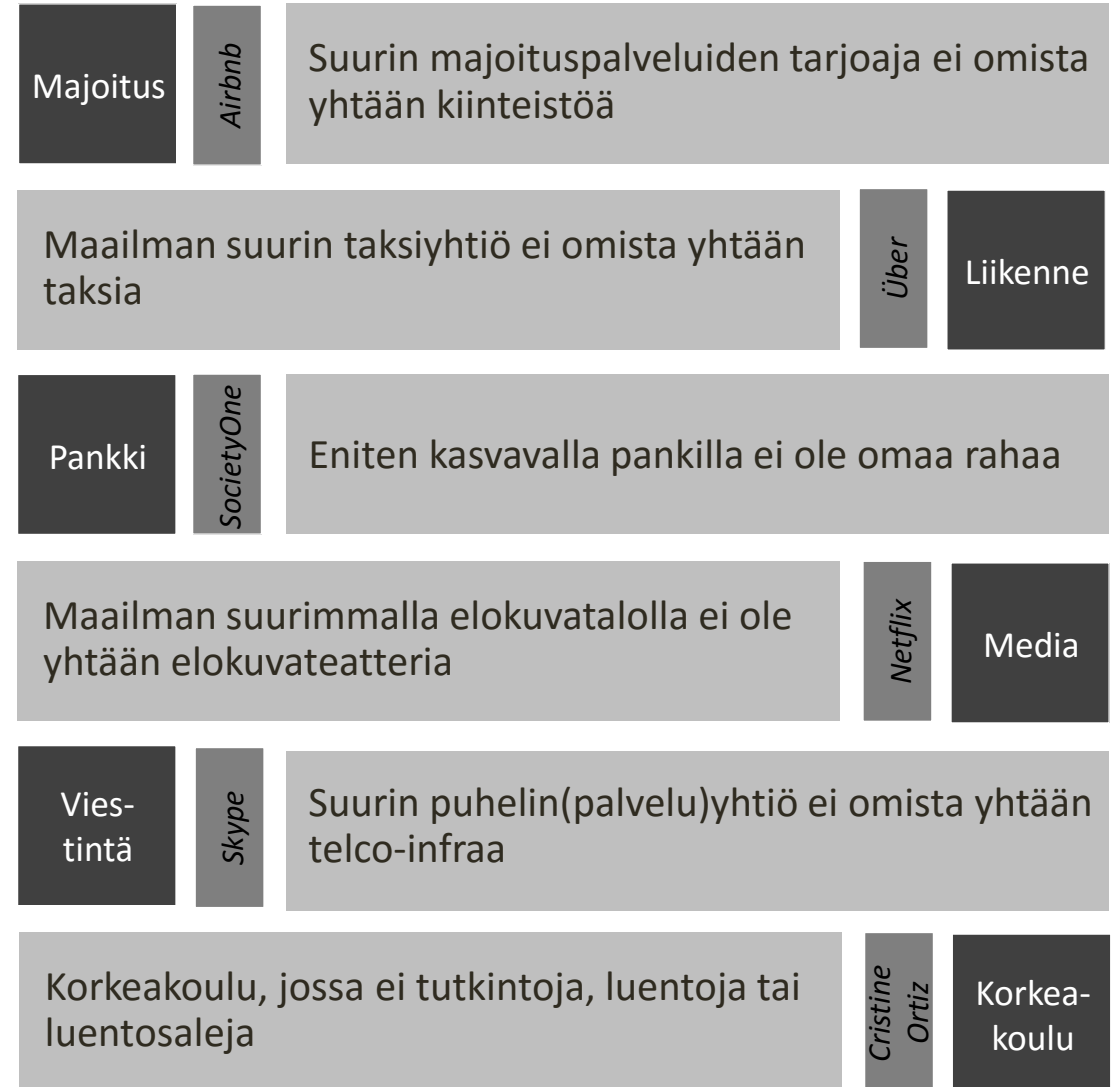 Majoitus
Airbnb
Suurin majoituspalveluiden tarjoaja ei omista
yhtään kiinteistöä
Maailman suurin taksiyhtiö ei omista yhtään
taksia
Über
Liikenne
Pankki
SocietyOne
Eniten kasvavalla pankilla ei ole omaa rahaa
Maailman suurimmalla elokuvatalolla ei ole
yhtään elokuvateatteria
Netflix
Media
Vies-
tintä
Skype
Suurin puhelin(palvelu)yhtiö ei omista yhtään
telco-infraa
Korkeakoulu, jossa ei tutkintoja, luentoja tai
luentosaleja
Cristine
Ortiz
Korkea-
koulu